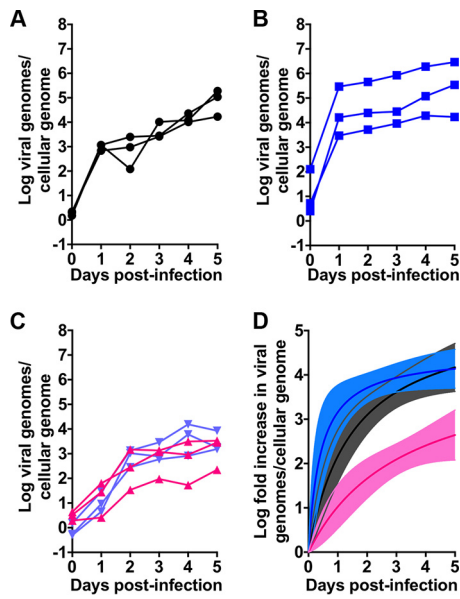 A
Log viral genomes/
cellular genome
8
7
6
5
4
3
2
1
0
-1
0 1 2 3 4 5
Days post-infection
B
Log viral genomes/
cellular genome
8
7
6
5
4
3
2
1
0
-1
0 1 2 3 4 5
Days post-infection
C
Log viral genomes/
cellular genome
8
7
6
5
4
3
2
1
0
-1
0 1 2 3 4 5
Days post-infection
D
Log fold increase in viral
genomes/cellular genome
5
4
3
2
1
0
0 1 2 3 4 5
Days post-infection